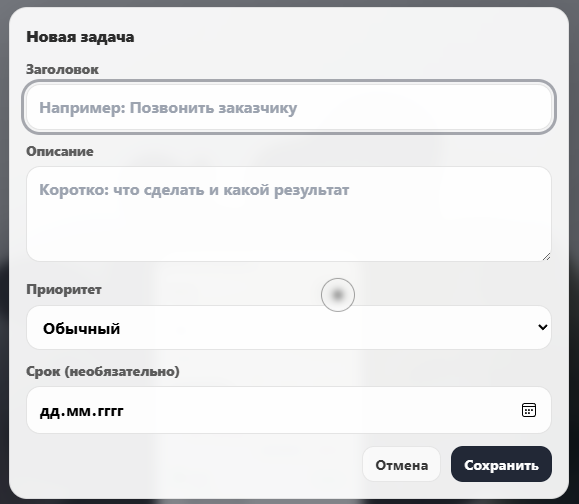 Новая задача
Заголовок
Например: Позвонить заказчику
Описание
Коротко: что сделать и какой результат
Приоритет
Обычный
Срок (необязательно)
дд.мм.гггг
Отмена Сохранить